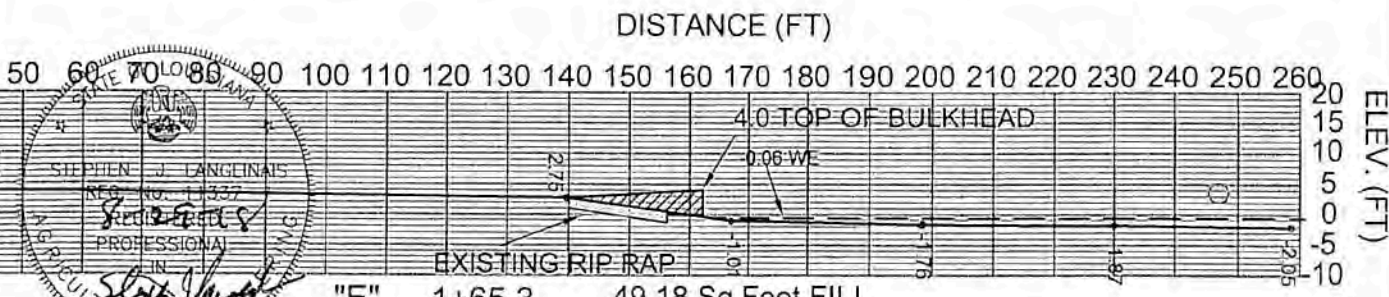 DISTANCE (FT)
50 60 70 80 90 100 110 120 130 140 150 160 170 180 190 200 210 220 230 240 250 260
20
15
10
5
0
-5
-10
ELEV. (FT)
STATE OF LOUISIANA
STEPHEN J. LANGLINAIS
REG. No. 11337
REGISTERED
PROFESSIONAL
IN
4.0 TOP OF BULKHEAD
-0.06 WE
2.75
-1.01
-1.76
-1.87
-2.05
EXISTING RIP RAP
"E" 1+65.3 49.18 Sq Foot FILL